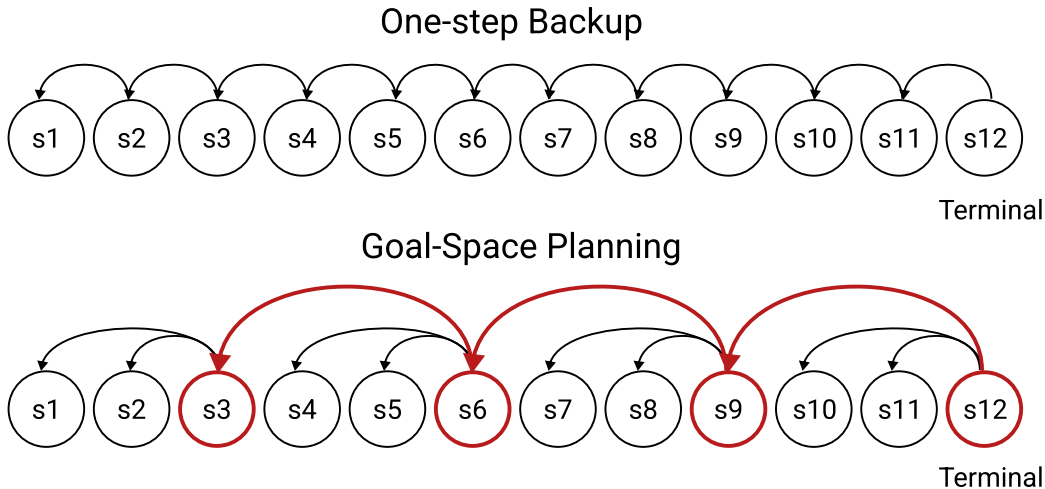 One-step Backup
s1 s2 s3 s4 s5 s6 s7 s8 s9 s10 s11 s12
Terminal
Goal-Space Planning
s1 s2 s3 s4 s5 s6 s7 s8 s9 s10 s11 s12
Terminal